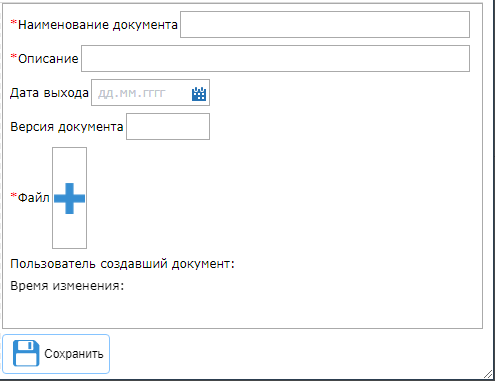 *Наименование документа
*Описание
Дата выхода дд.мм.гггг
Версия документа
*Файл
Пользователь создавший документ:
Время изменения:
Сохранить